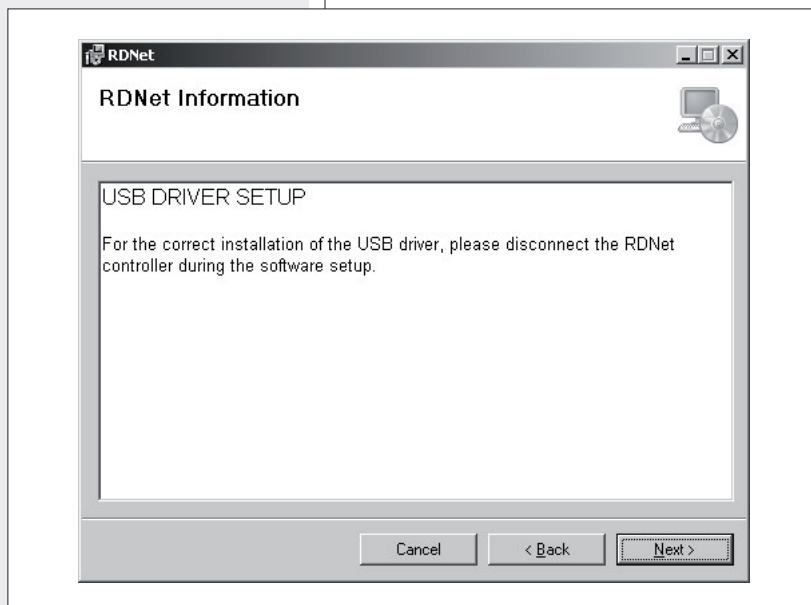 RDNet
RDNet Information
USB DRIVER SETUP
For the correct installation of the USB driver, please disconnect the RDNet
controller during the software setup.
Cancel
< Back
Next >